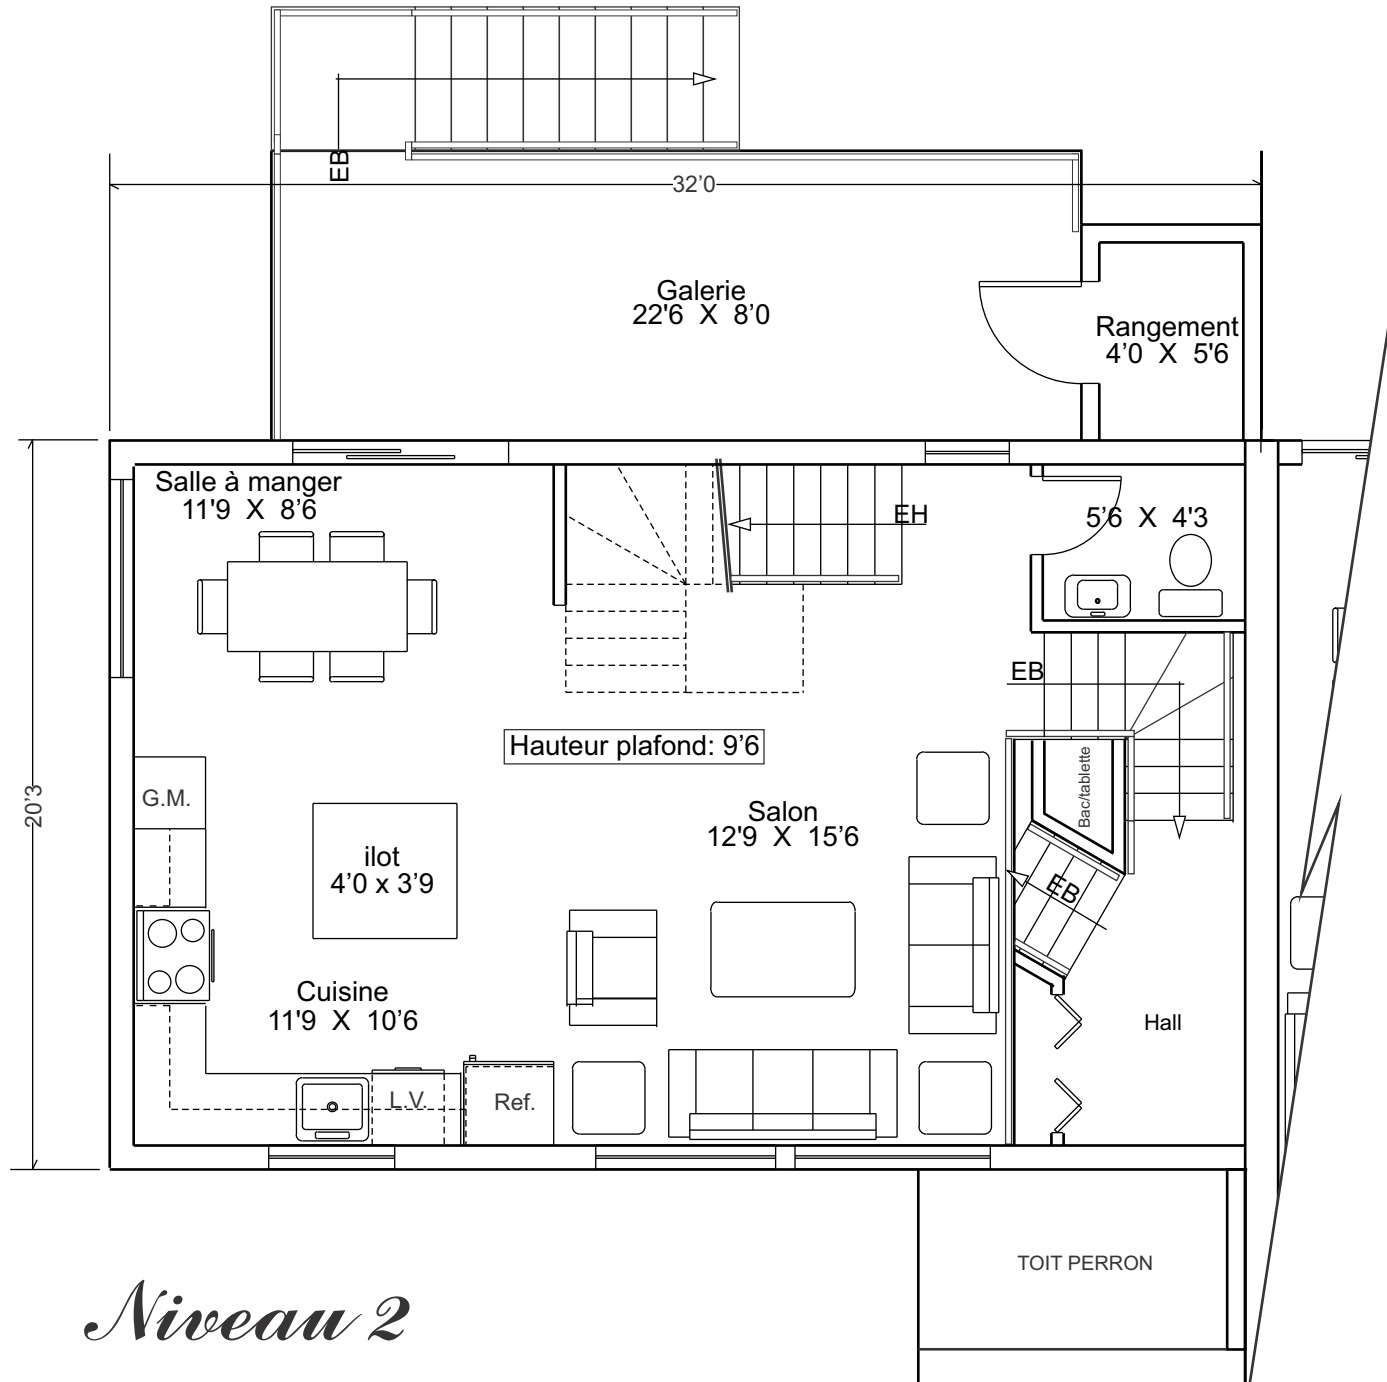 EB
32’0
Galerie
22'6 X 8’0
Rangement
4’0 X 5'6
Salle à manger
11'9 X 8’6
EH
5’6 X 4'3
EB
Hauteur plafond: 9’6
Bac/tablette
G.M.
20’3
Salon
12'9 X 15’6
ilot
4'0 x 3’9
EB
Cuisine
11'9 X 10’6
Hall
L.V.
Ref.
TOIT PERRON
Niveau 2